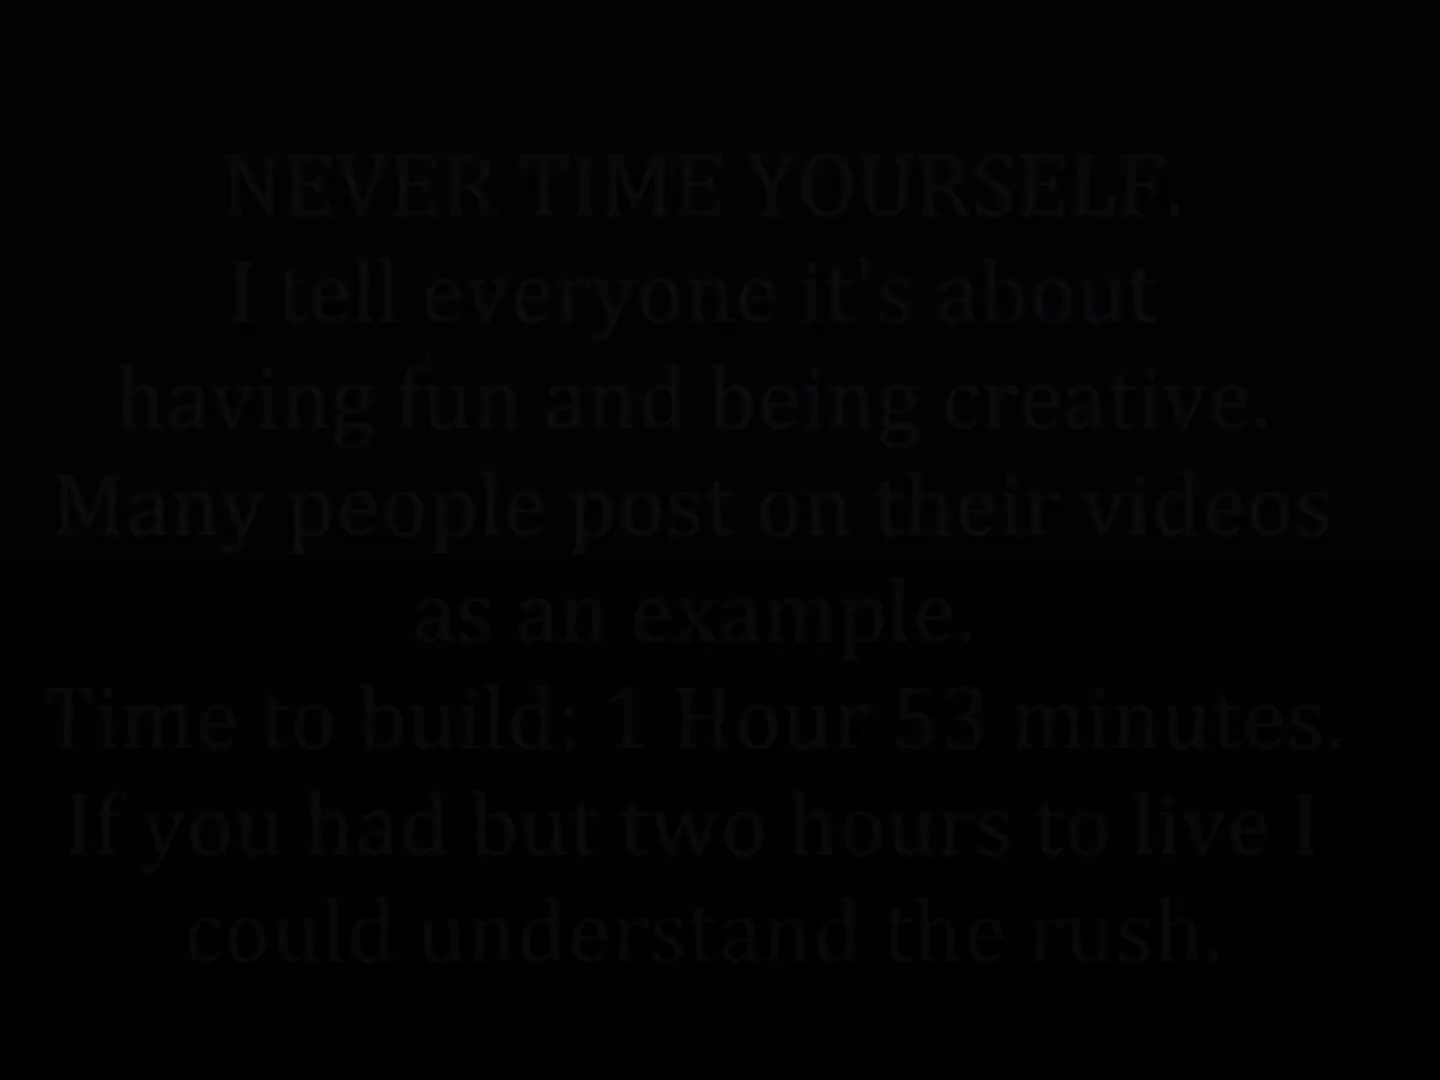 NEVER TIME YOURSELF.
I tell everyone it's about
having fun and being creative.
Many people post on their videos
as an example.
Time to build: 1 Hour 53 minutes.
If you had but two hours to live I
could understand the rush.